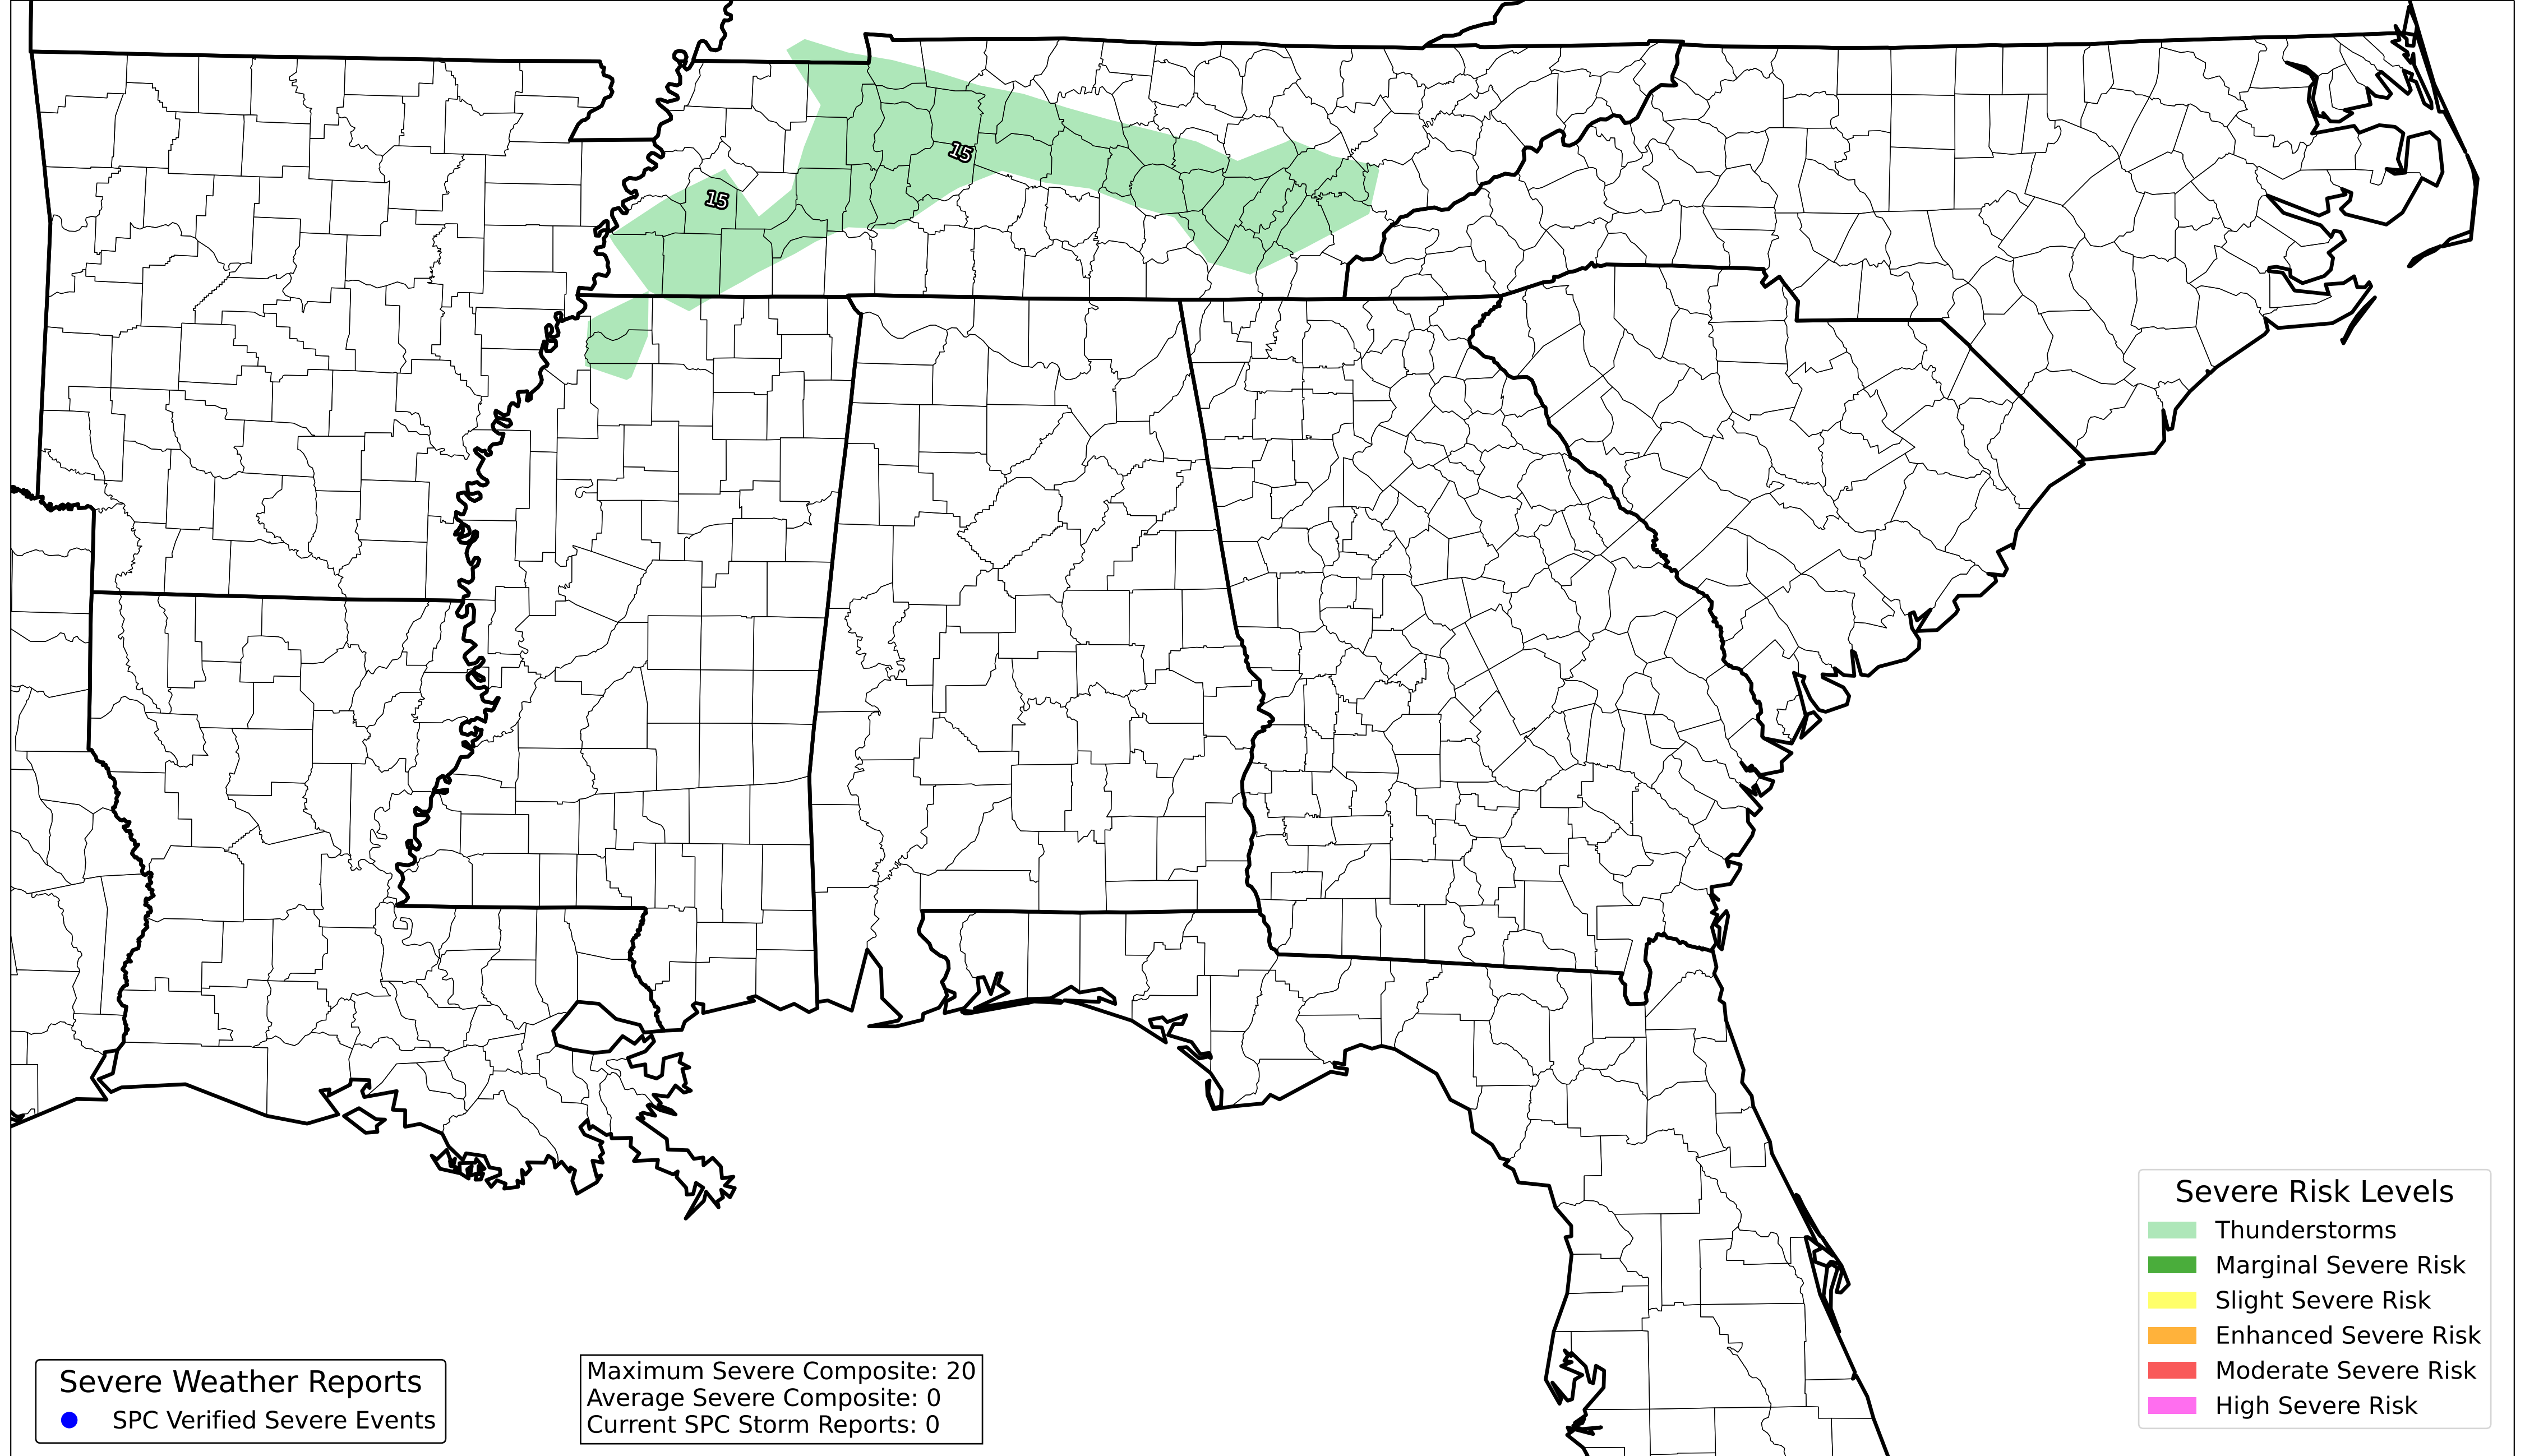 15
15
Severe Risk Levels
Thunderstorms
Marginal Severe Risk
Slight Severe Risk
Enhanced Severe Risk
Moderate Severe Risk
High Severe Risk
Severe Weather Reports
SPC Verified Severe Events
Maximum Severe Composite: 20
Average Severe Composite: 0
Current SPC Storm Reports: 0